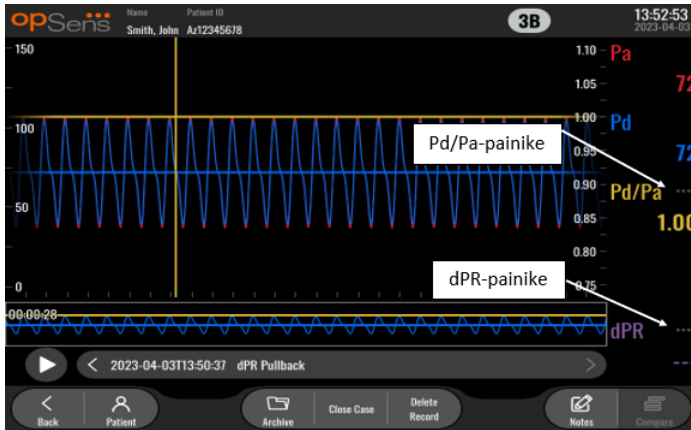 opSens
Name
Smith, John
Patient ID
Az12345678
3B
13:52:53
2023-04-03
150
100
50
0
1.10
1.05
1.00
0.95
0.90
0.85
0.80
0.75
Pa
72
Pd
72
Pd/Pa-painike
Pd/Pa
---
1.00
dPR-painike
dPR
---
---
00:00:28
2023-04-03T13:50:37 dPR Pullback
Back
Patient
Archive
Close Case
Delete
Record
Notes
Compare